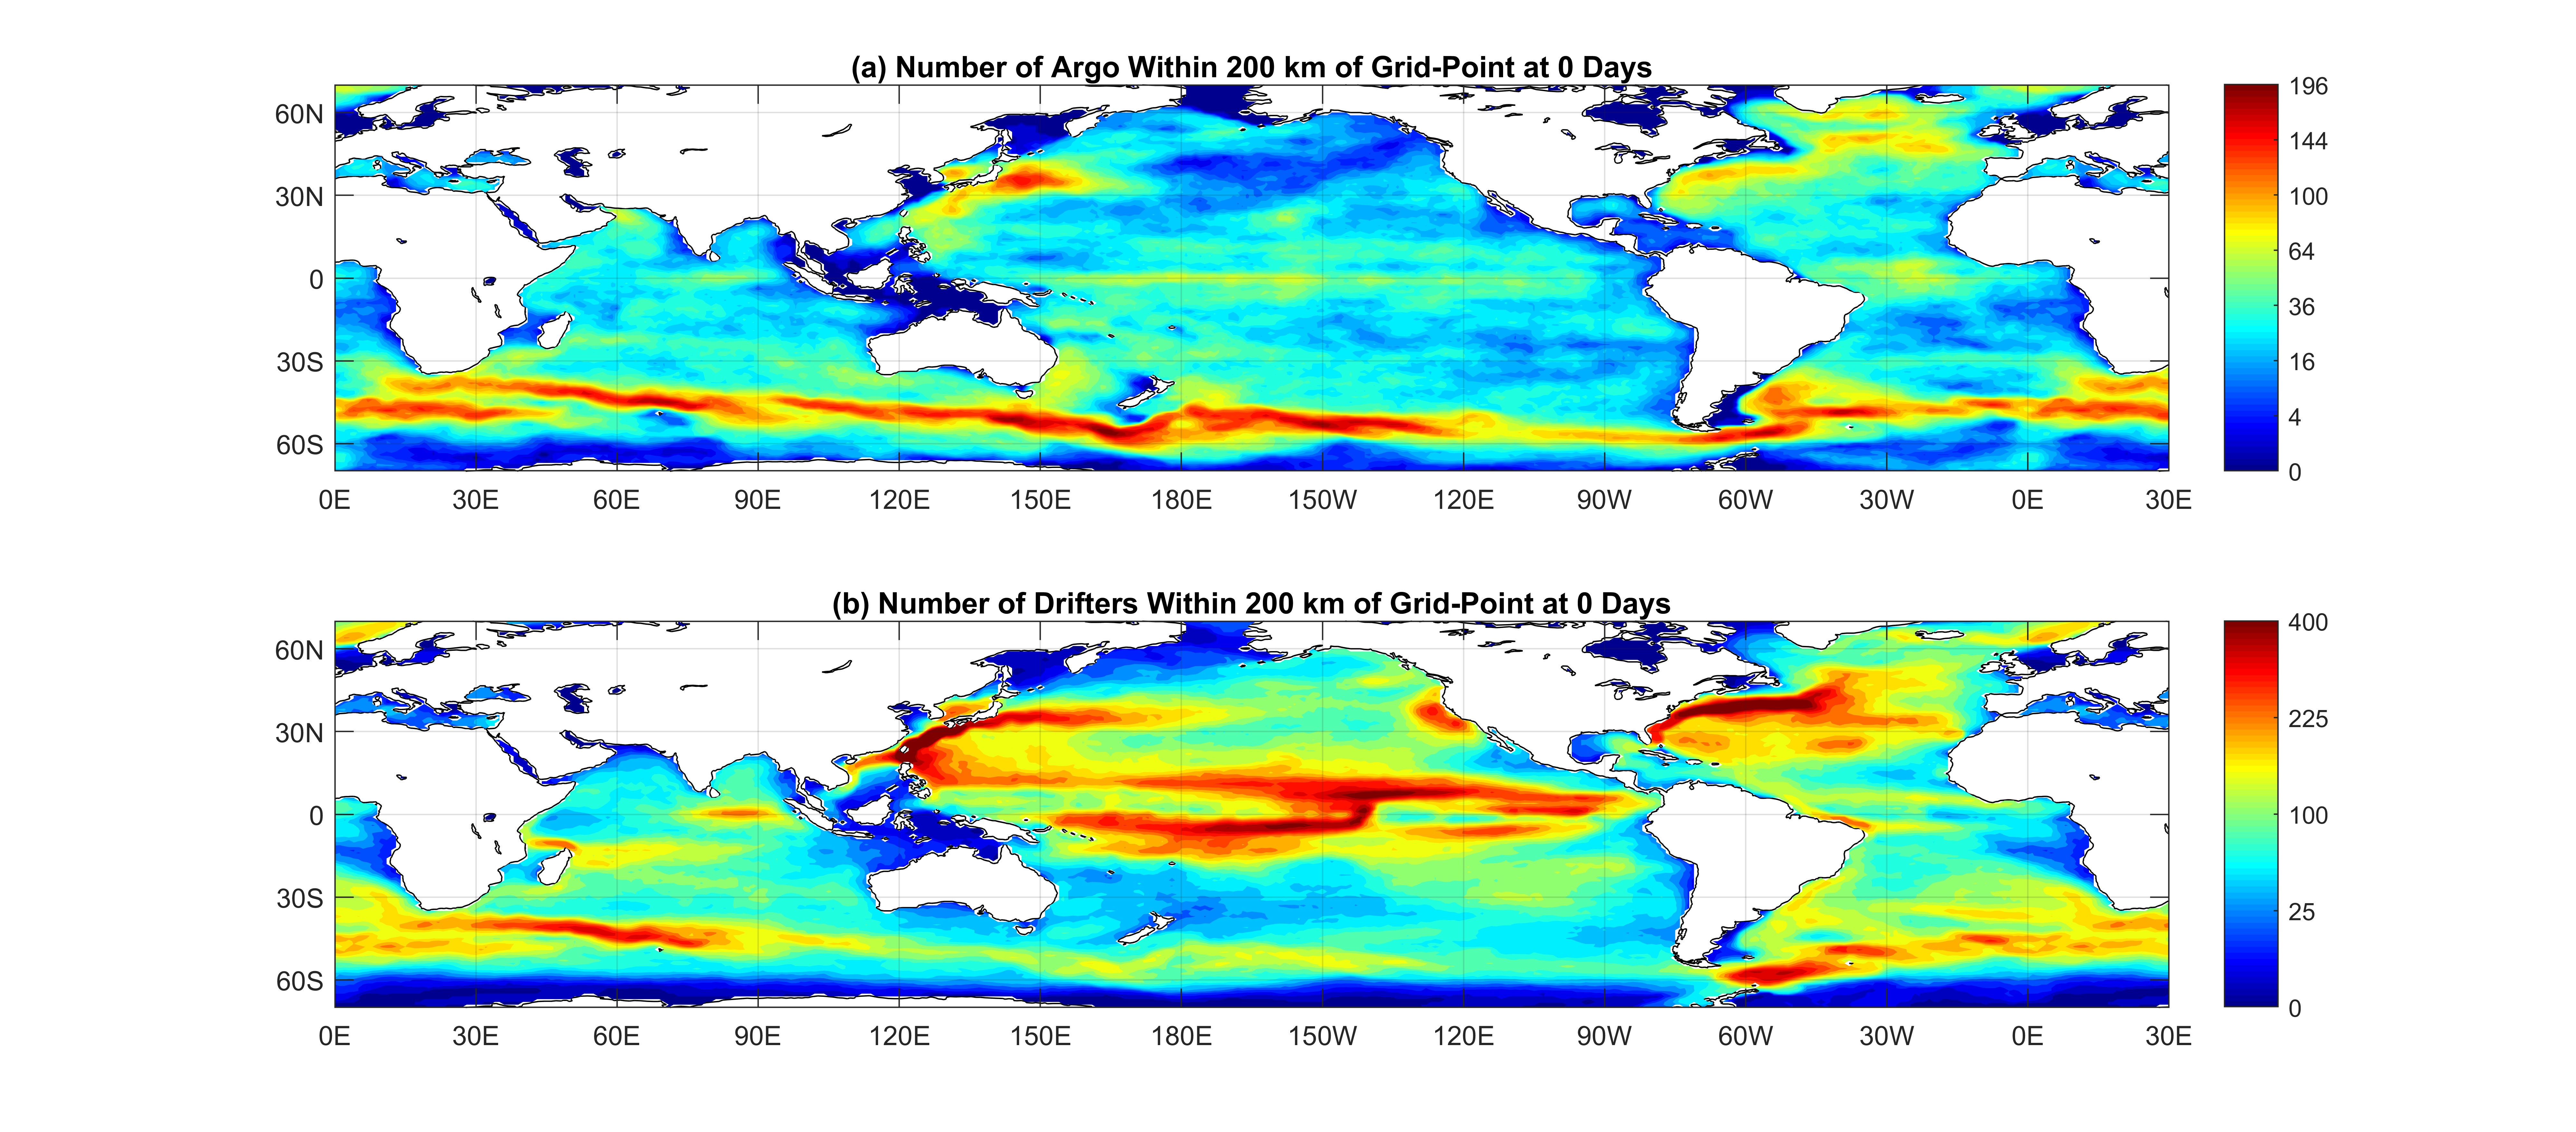 (a) Number of Argo Within 200 km of Grid-Point at 0 Days
60N
30N
0
30S
60S
0E 30E 60E 90E 120E 150E 180E 150W 120E 90W 60W 30W 0E 30E
196
144
100
64
36
16
4
0
(b) Number of Drifters Within 200 km of Grid-Point at 0 Days
60N
30N
0
30S
60S
0E 30E 60E 90E 120E 150E 180E 150W 120E 90W 60W 30W 0E 30E
400
225
100
25
0